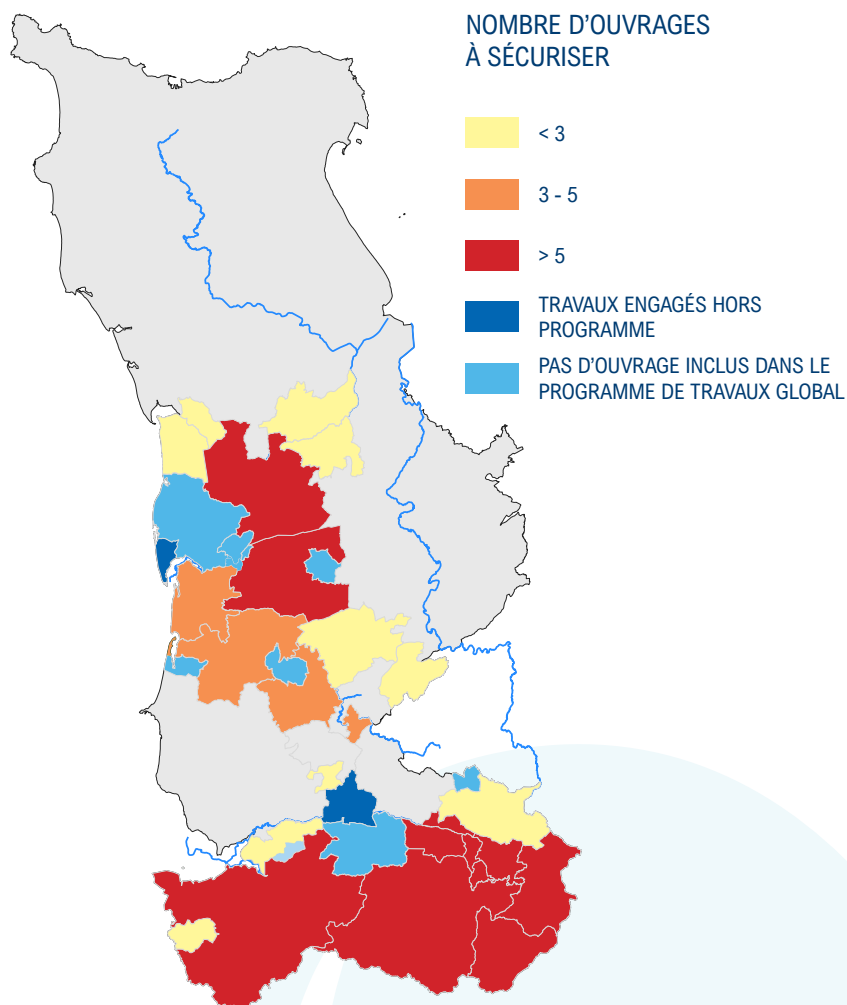 NOMBRE D'OUVRAGES
À SÉCURISER
< 3
3 - 5
> 5
TRAVAUX ENGAGÉS HORS
PROGRAMME
PAS D'OUVRAGE INCLUS DANS LE
PROGRAMME DE TRAVAUX GLOBAL